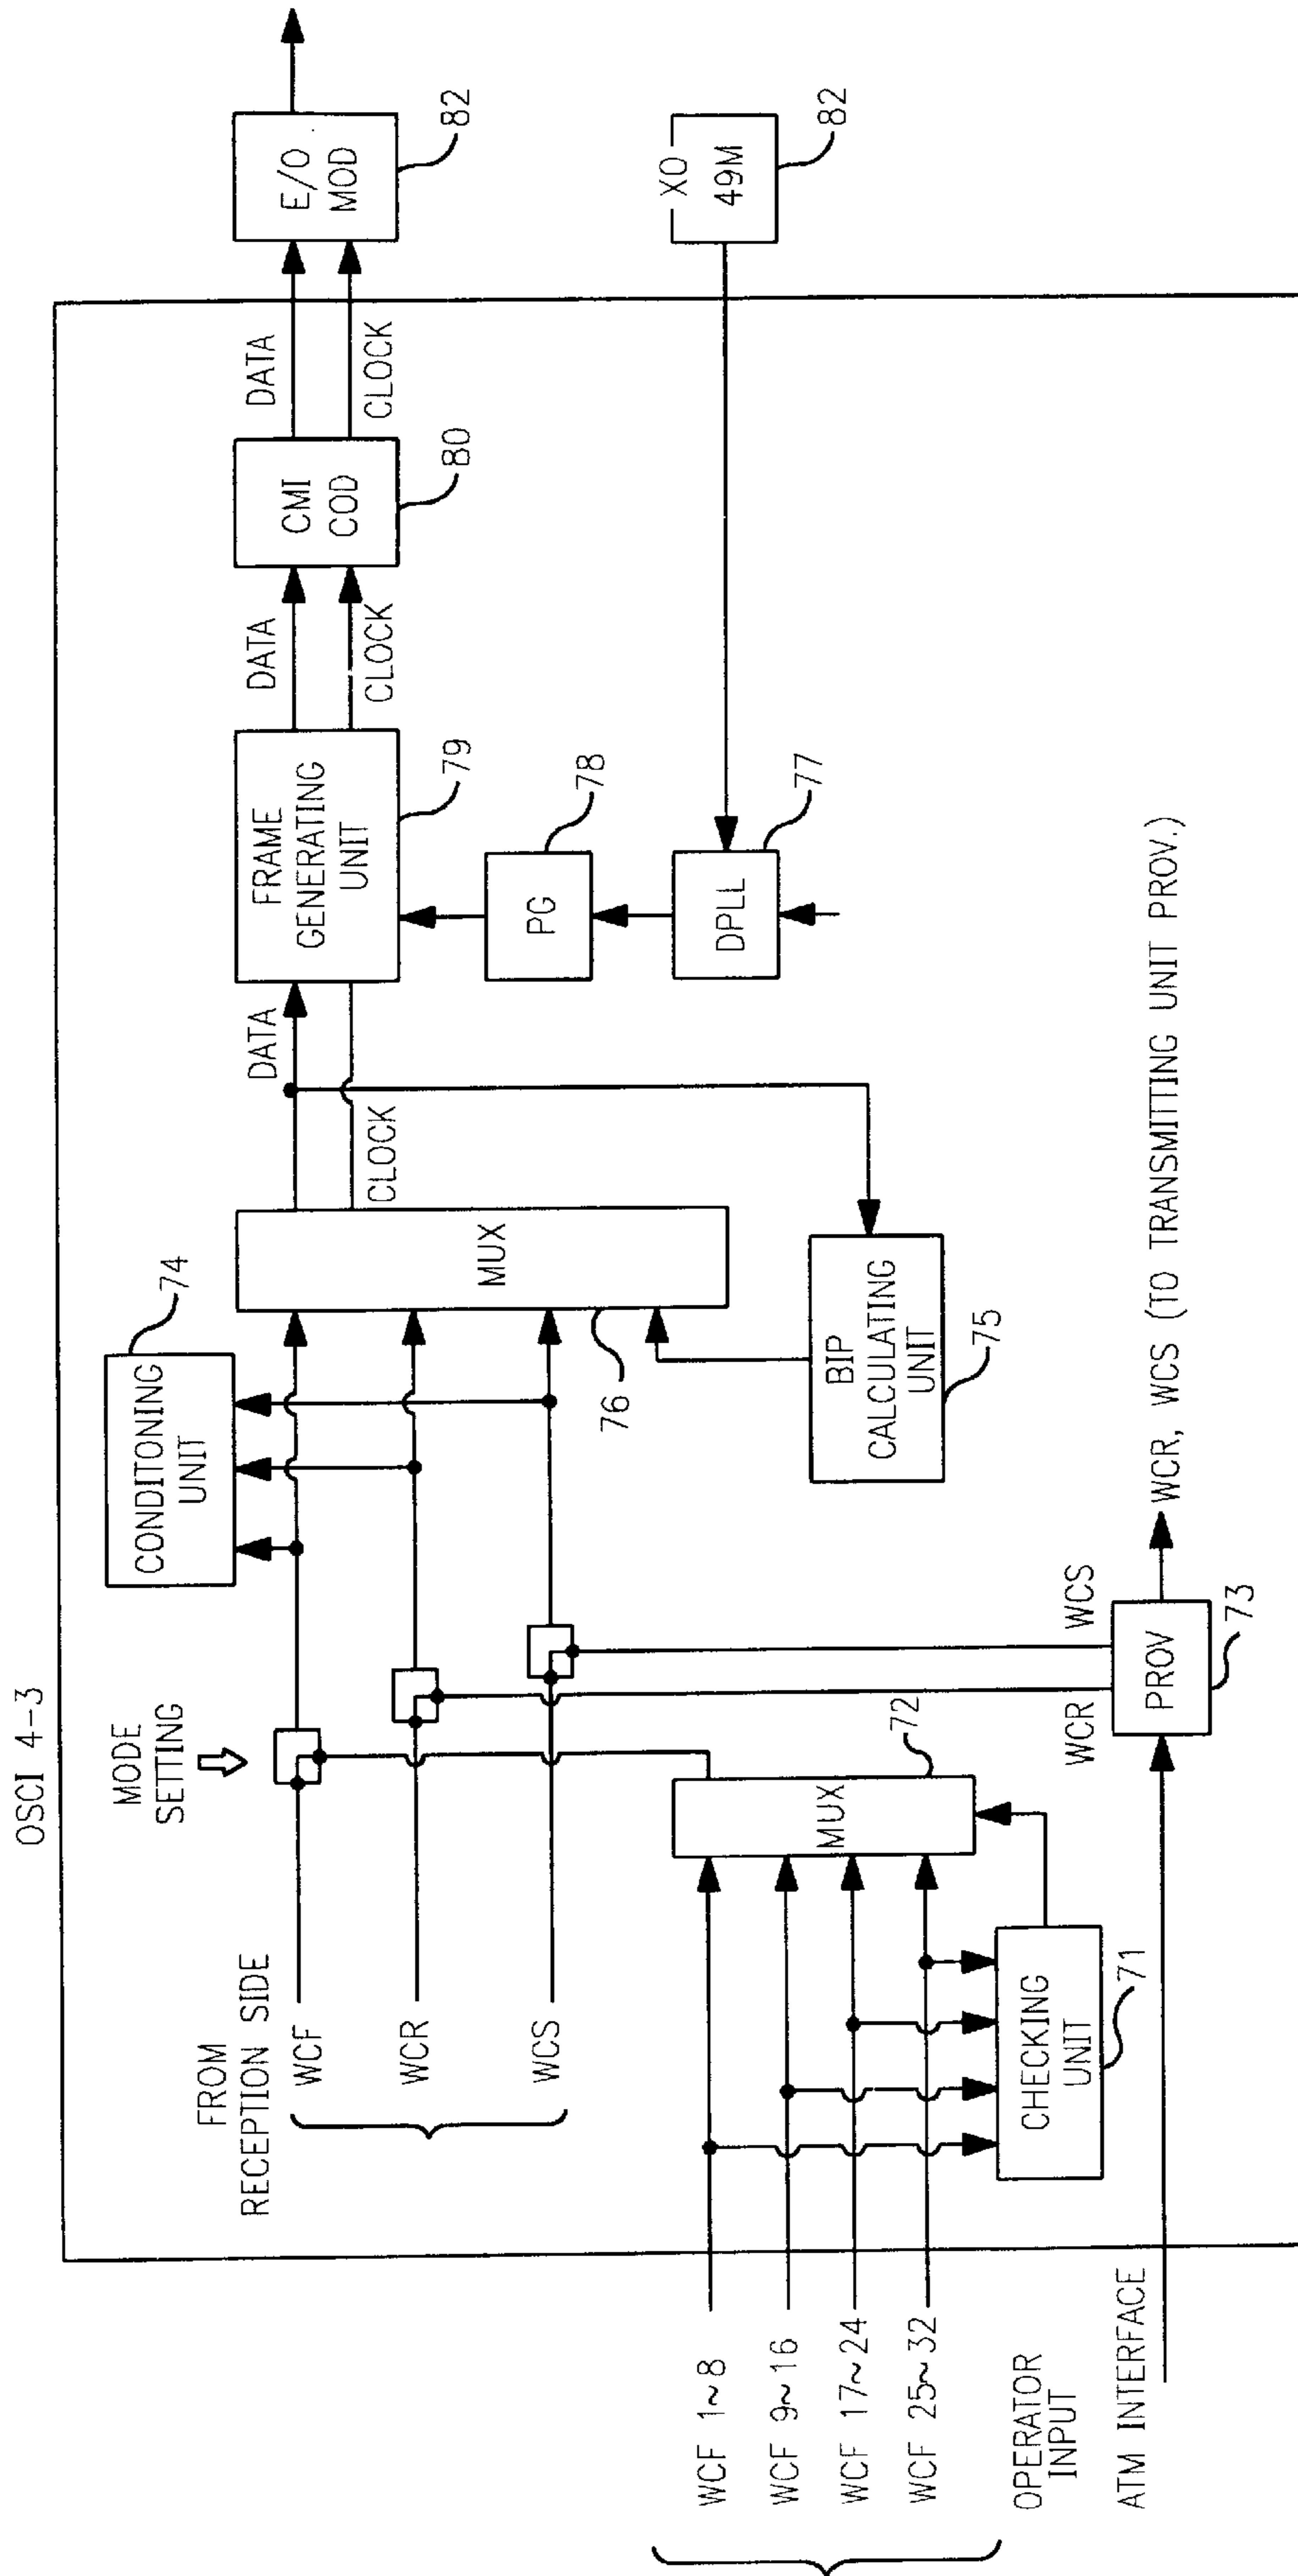 OSCI 4-3
FROM
RECEPTION SIDE
WCF
WCR
WCS
MODE
SETTING
CONDITONING
UNIT
74
MUX
76
DATA
CLOCK
FRAME
GENERATING
UNIT
79
DATA
CLOCK
CMI
COD
80
DATA
CLOCK
E/O
MOD
82
XO
49M
82
PG
78
DPLL
77
BIP
CALCULATING
UNIT
75
WCF 1~8
WCF 9~16
WCF 17~24
WCF 25~32
OPERATOR
INPUT
CHECKING
UNIT
71
MUX
72
ATM INTERFACE
WCR
WCS
PROV
73
WCR, WCS (TO TRANSMITTING UNIT PROV.)